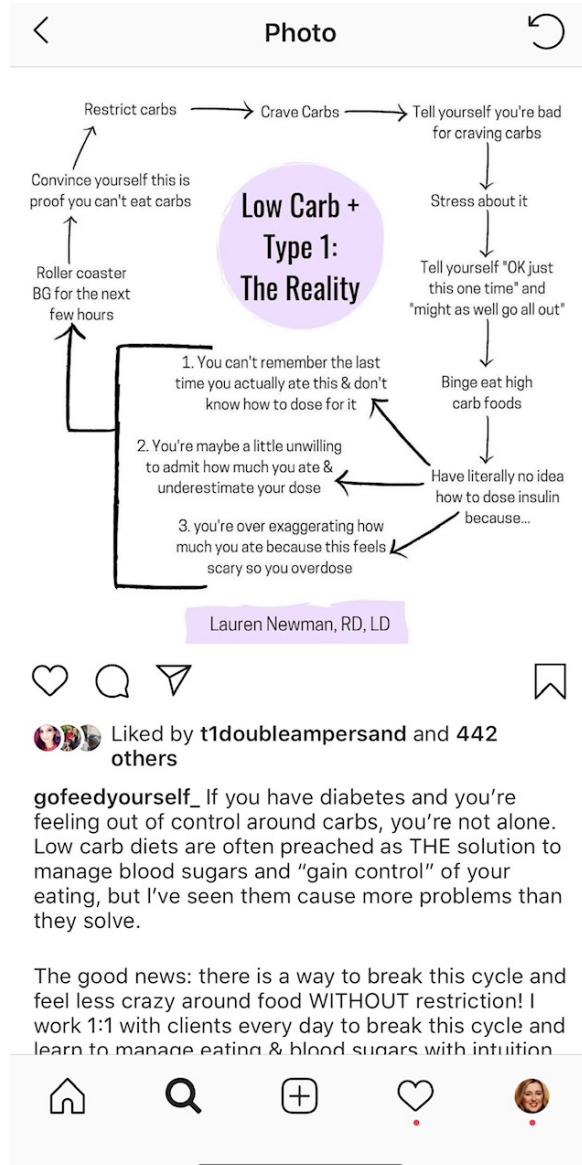 Photo
Restrict carbs
Crave Carbs
Tell yourself you're bad
for craving carbs
Stress about it
Tell yourself "OK just
this one time" and
"might as well go all out"
Binge eat high
carb foods
Have literally no idea
how to dose insulin
because...
1. You can't remember the last
time you actually ate this & don't
know how to dose for it
2. You're maybe a little unwilling
to admit how much you ate &
underestimate your dose
3. you're over exaggerating how
much you ate because this feels
scary so you overdose
Roller coaster
BG for the next
few hours
Convince yourself this is
proof you can't eat carbs
Low Carb +
Type 1:
The Reality
Lauren Newman, RD, LD
Liked by t1doubleampersand and 442
others
gofeedyourself_ If you have diabetes and you're
feeling out of control around carbs, you're not alone.
Low carb diets are often preached as THE solution to
manage blood sugars and “gain control” of your
eating, but I've seen them cause more problems than
they solve.
The good news: there is a way to break this cycle and
feel less crazy around food WITHOUT restriction! I
work 1:1 with clients every day to break this cycle and
learn to manage eating & blood sugars with intuition